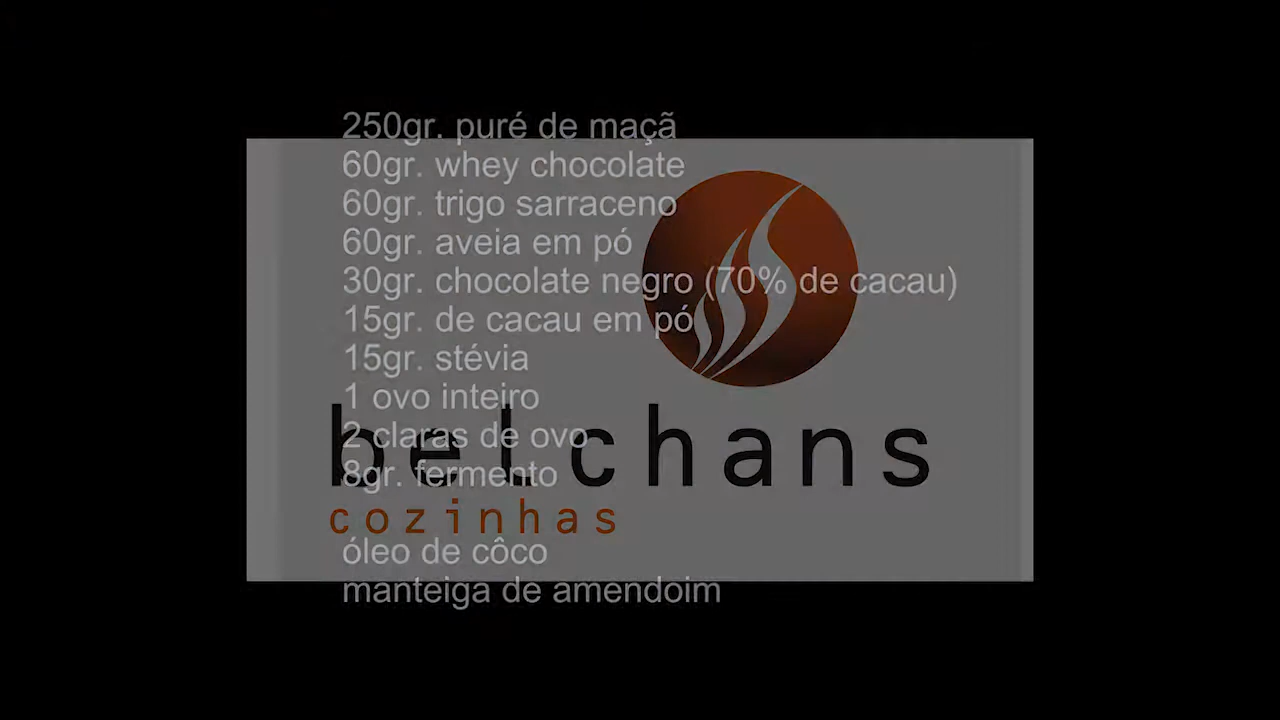 250gr. puré de maçã
60gr. whey chocolate
60gr. trigo sarraceno
60gr. aveia em pó
30gr. chocolate negro (70% de cacau)
15gr. de cacau em pó
15gr. stévia
1 ovo inteiro
2 claras de ovo
8gr. fermento
belchans
cozinhas
óleo de côco
manteiga de amendoim